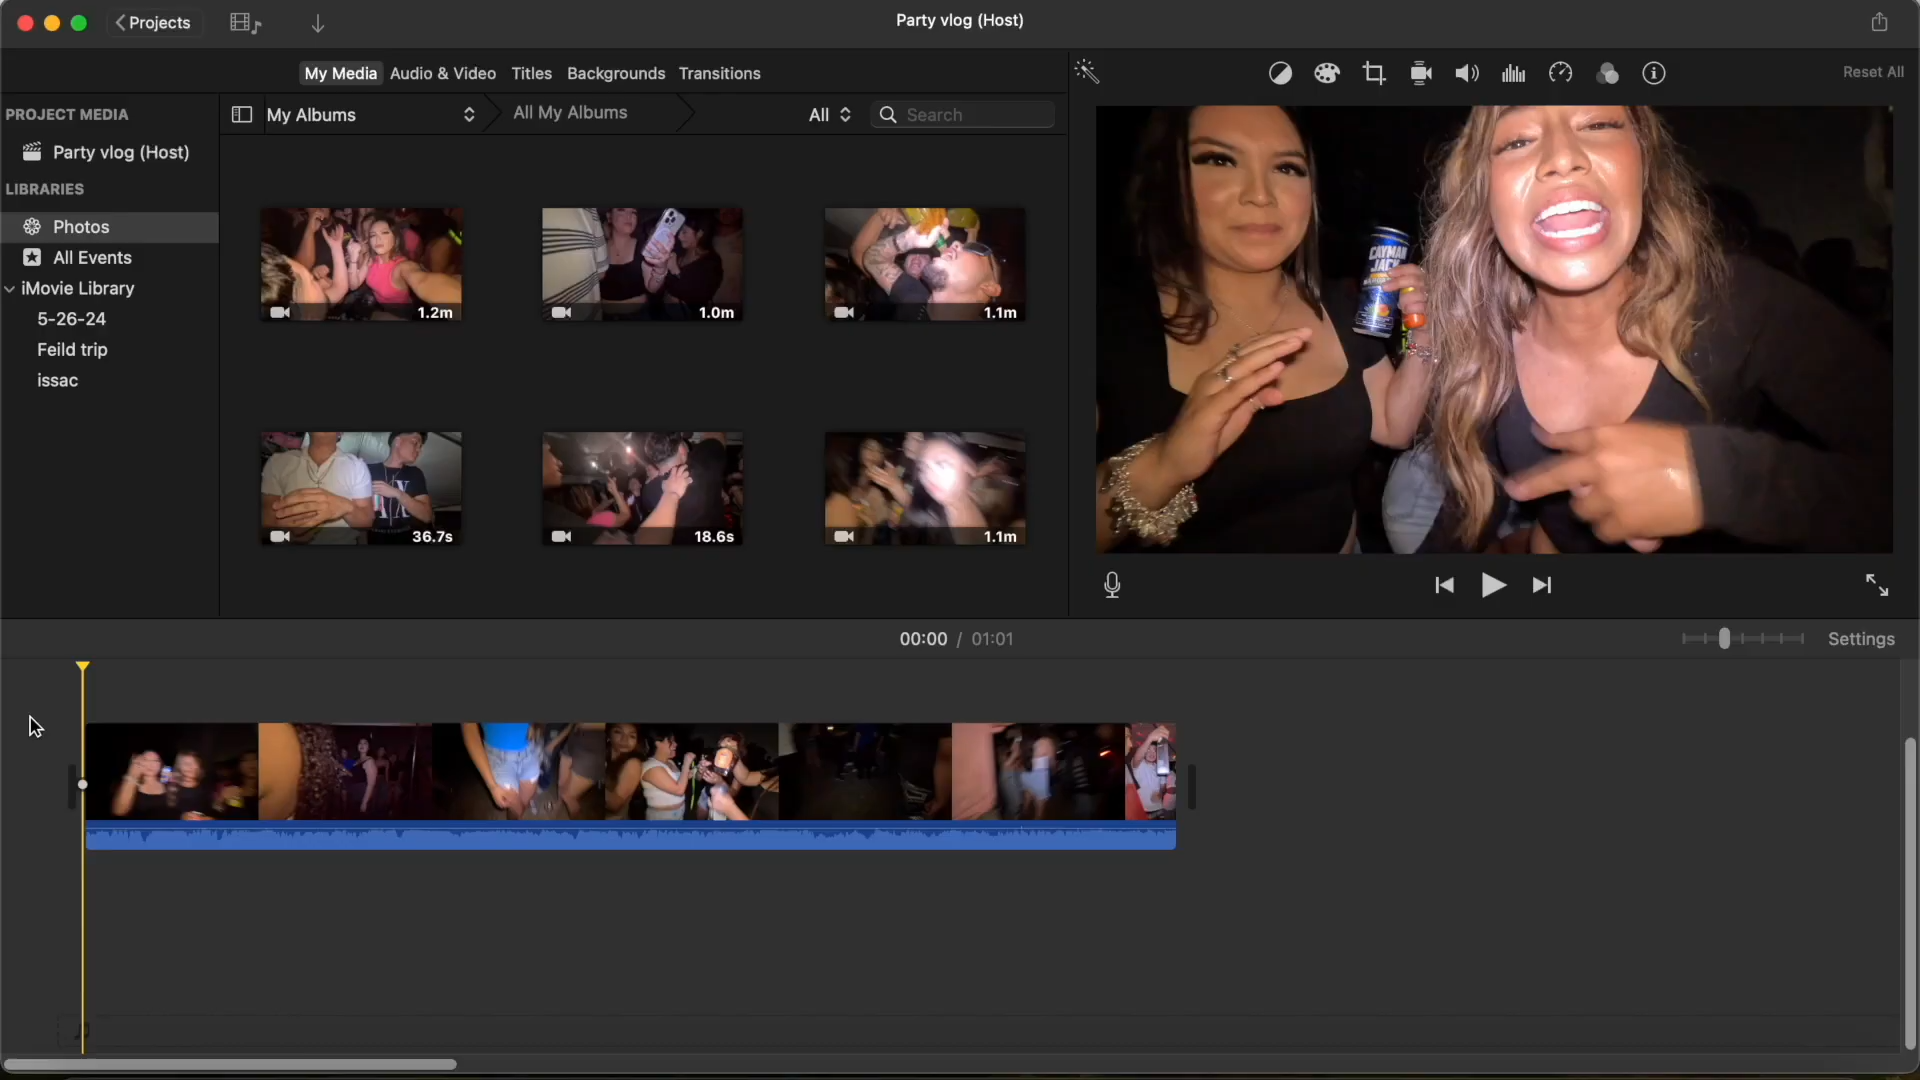 Projects
Party vlog (Host)
My Media Audio & Video Titles Backgrounds Transitions
Reset All
PROJECT MEDIA
Party vlog (Host)
LIBRARIES
Photos
All Events
iMovie Library
5-26-24
Feild trip
issac
My Albums All My Albums All Search
1.2m 1.0m 1.1m
36.7s 18.6s 1.1m
CAYMAN
JACK
00:00 / 01:01
Settings